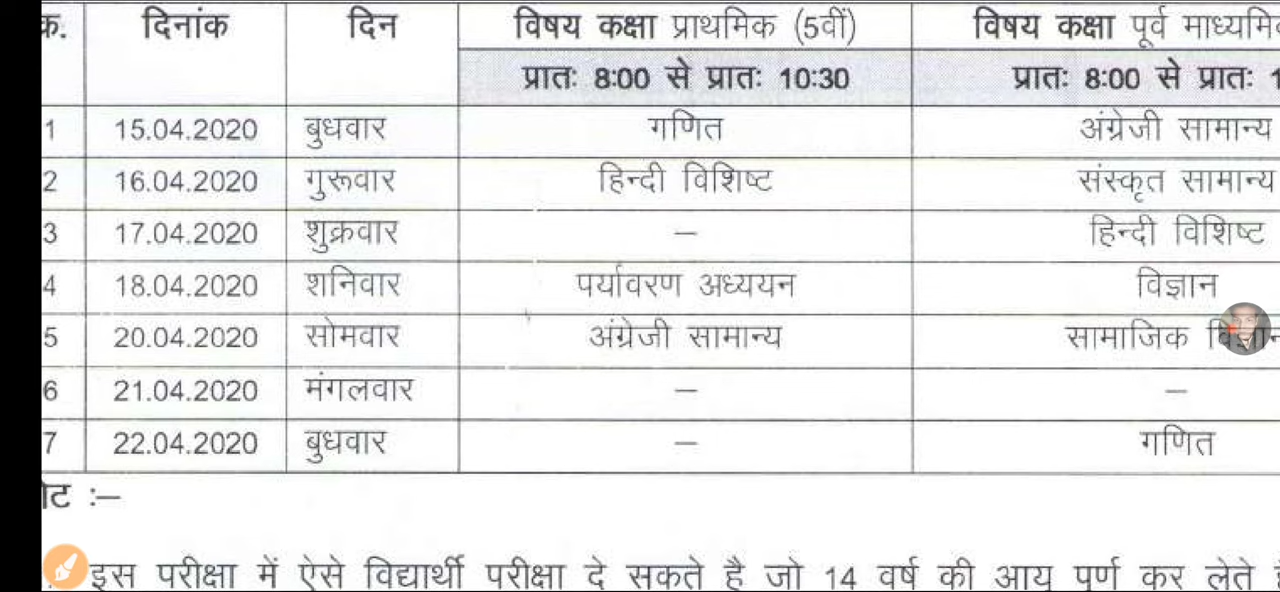 क. दिनांक दिन विषय कक्षा प्राथमिक (5वीं) विषय कक्षा पूर्व
प्रातः 8:00 से प्रातः 10:30 प्रातः 8:00 से प्रातः
1 15.04.2020 बुधवार गणित अंग्रेजी सामान्य
2 16.04.2020 गुरूवार हिन्दी विशिष्ट संस्कृत सामान्य
3 17.04.2020 शुक्रवार – हिन्दी विशिष्ट
4 18.04.2020 शनिवार पर्यावरण अध्ययन विज्ञान
5 20.04.2020 सोमवार अंग्रेजी सामान्य सामाजिक
6 21.04.2020 मंगलवार – –
7 22.04.2020 बुधवार – गणित
:–
इस परीक्षा में ऐसे विद्यार्थी परीक्षा दे सकते है जो 14 वर्ष की आयु पूर्ण कर लेते